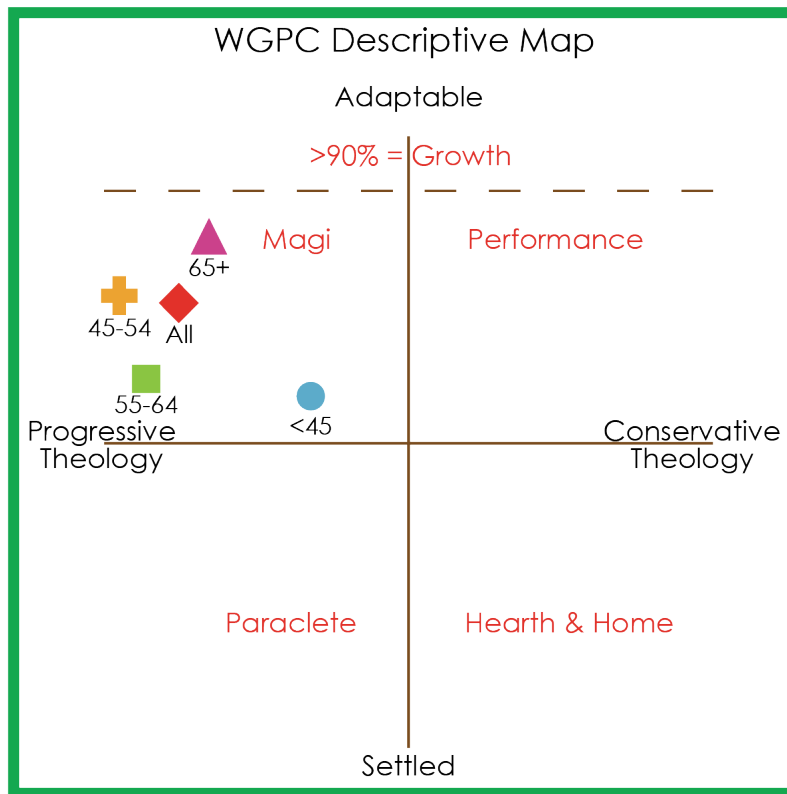 WGPC Descriptive Map
Adaptable
>90% = Growth
Magi
Performance
65+
45-54
All
55-64
<45
Progressive
Theology
Conservative
Theology
Paraclete
Hearth & Home
Settled